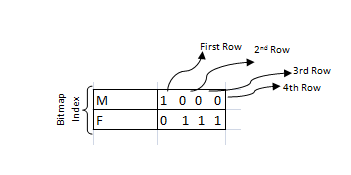 First Row
2nd Row
3rd Row
4th Row
Bitmap
Index
M 1 0 0 0
F 0 1 1 1